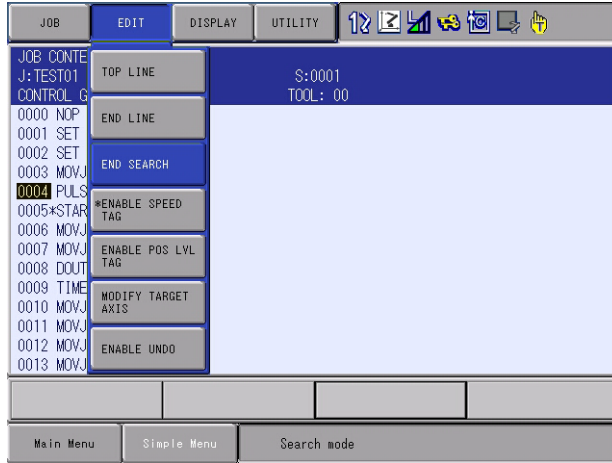 JOB EDIT DISPLAY UTILITY
JOB CONTE
J:TEST01 S:0001
CONTROL G TOOL: 00
TOP LINE
END LINE
END SEARCH
*ENABLE SPEED
TAG
ENABLE POS LVL
TAG
MODIFY TARGET
AXIS
ENABLE UNDO
0000 NOP
0001 SET
0002 SET
0003 MOVJ
0004 PULS
0005*STAR
0006 MOVJ
0007 MOVJ
0008 DOUT
0009 TIME
0010 MOVJ
0011 MOVJ
0012 MOVJ
0013 MOVJ
Main Menu Simple Menu Search mode